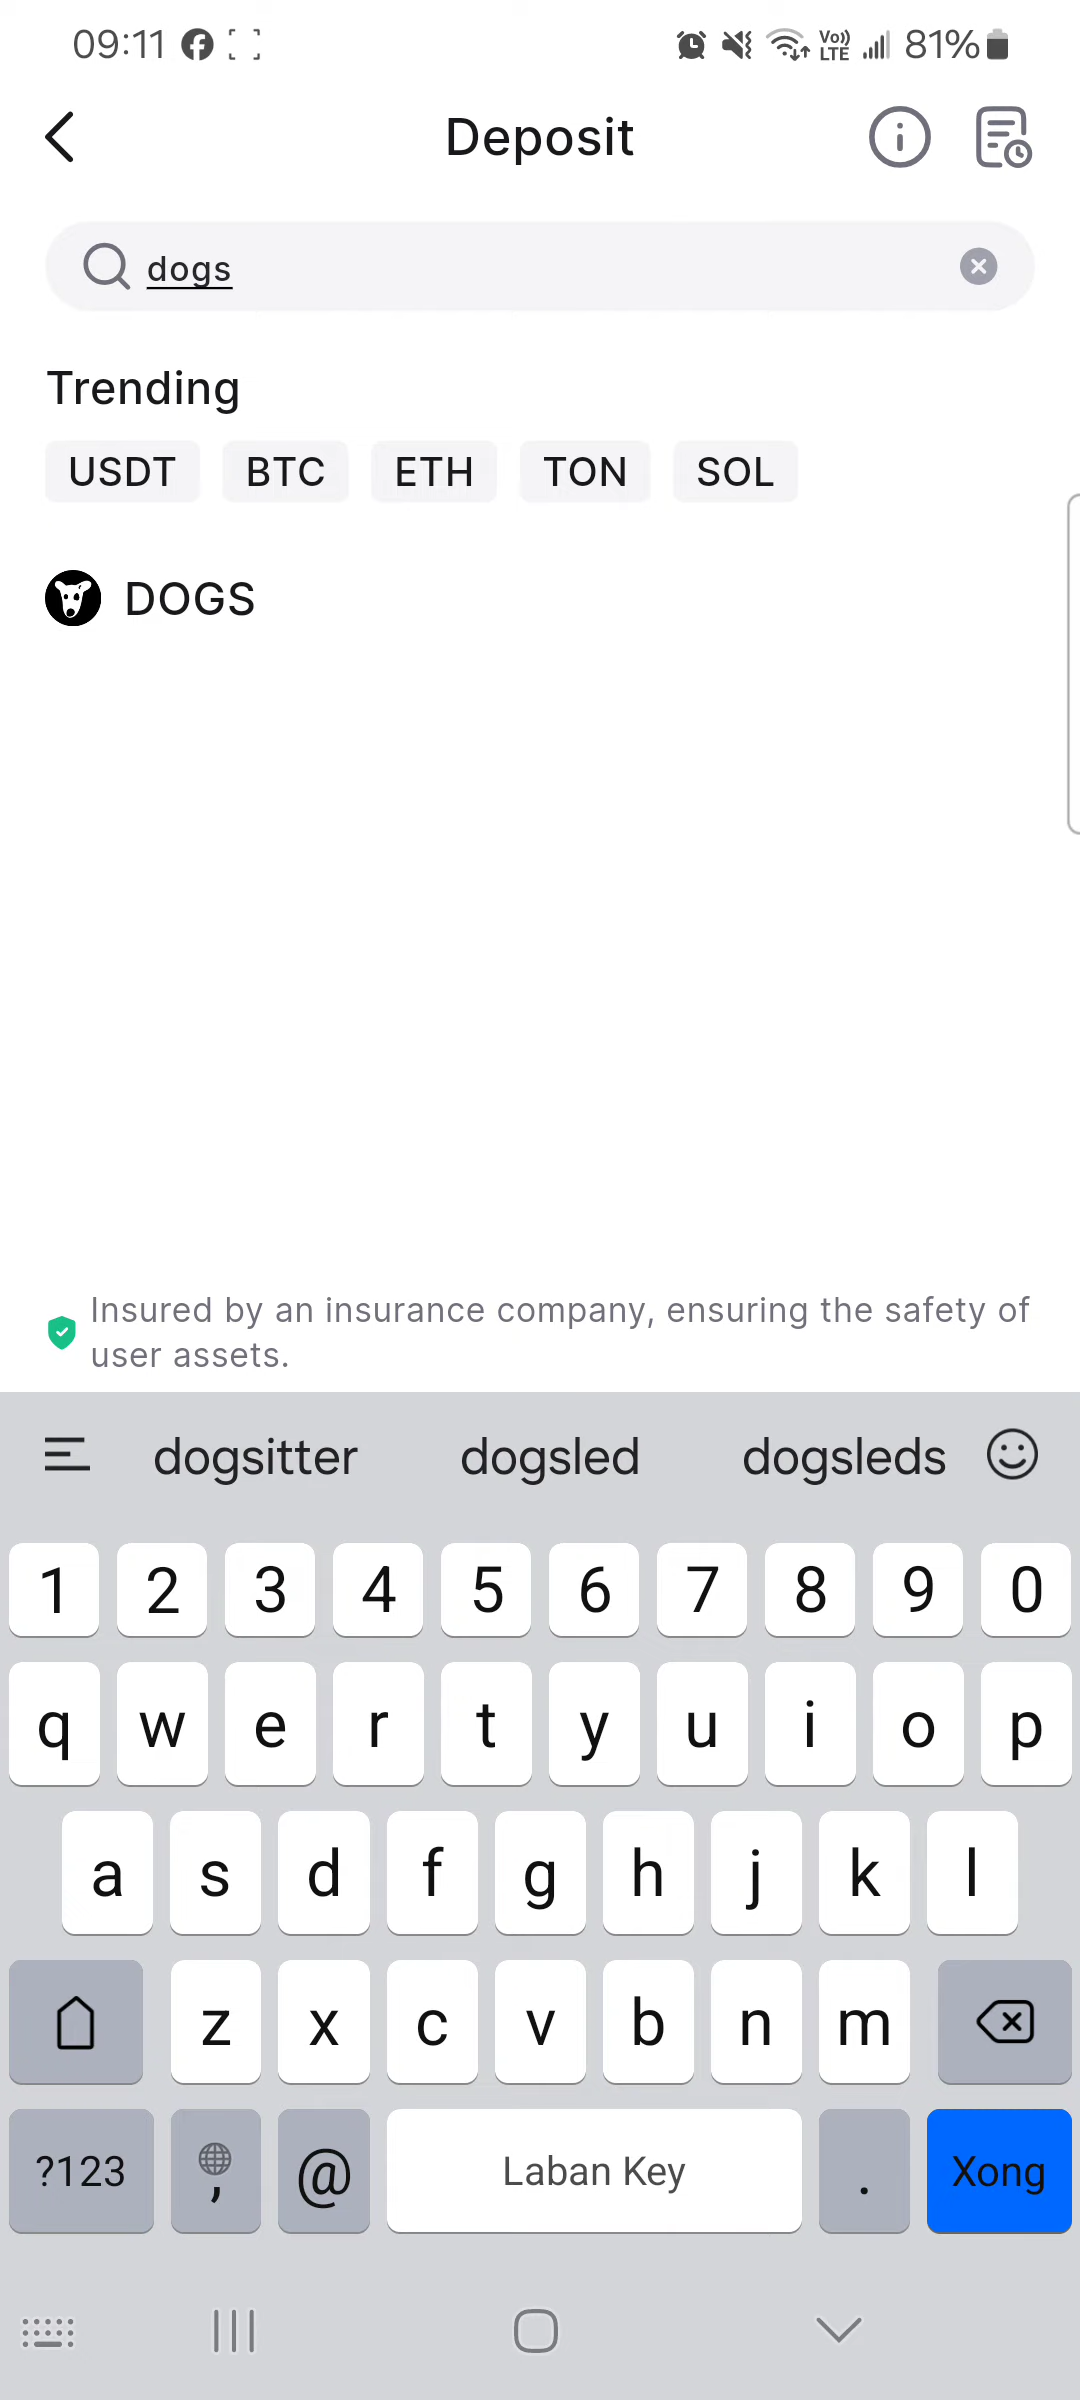 09:11
Vo)) LTE 81%
Deposit
dogs
Trending
USDT BTC ETH TON SOL
DOGS
Insured by an insurance company, ensuring the safety of
user assets.
dogsitter dogsled dogsleds
1 2 3 4 5 6 7 8 9 0
q w e r t y u i o p
a s d f g h j k l
z x c v b n m
?123 , @ Laban Key . Xong